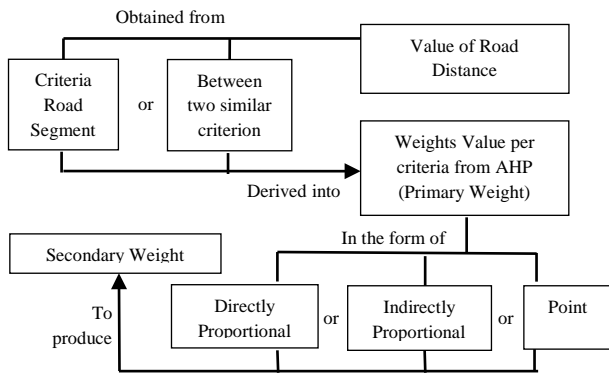 Obtained from
Value of Road
Distance
Criteria
Road
Segment
or
Between
two similar
criterion
Weights Value per
criteria from AHP
(Primary Weight)
Derived into
In the form of
Secondary Weight
To
produce
Directly
Proportional
or
Indirectly
Proportional
or
Point